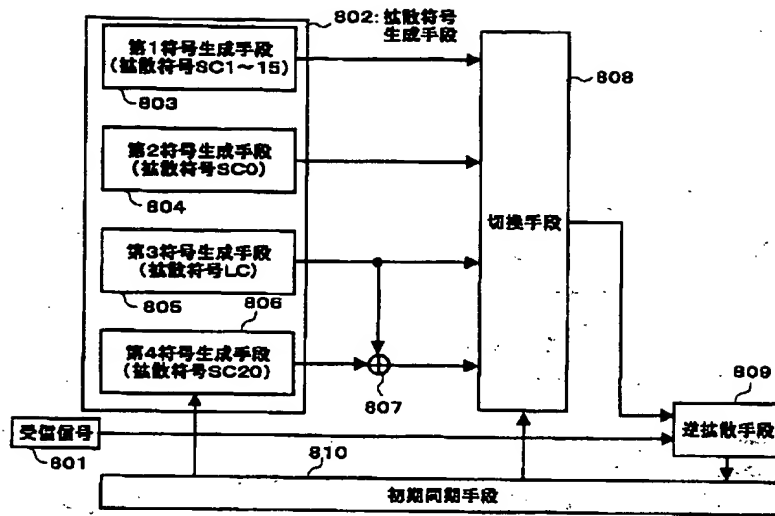 802:拡散符号
生成手段
第1符号生成手段
(拡散符号SC1〜15)
803
808
第2符号生成手段
(拡散符号SC0)
804
切換手段
第3符号生成手段
(拡散符号LC)
805
806
第4符号生成手段
(拡散符号SC20)
807
809
受信信号
801
逆拡散手段
810
初期同期手段